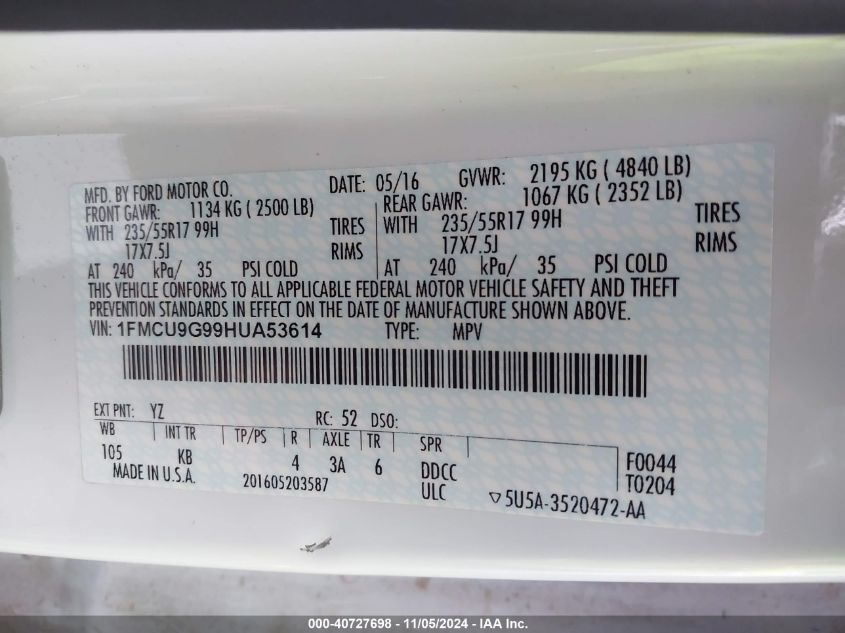 MFD. BY FORD MOTOR CO. DATE: 05/16 GVWR: 2195 KG ( 4840 LB)
FRONT GAWR: 1134 KG ( 2500 LB) REAR GAWR: 1067 KG ( 2352 LB)
WITH 235/55R17 99H TIRES WITH 235/55R17 99H TIRES
17X7.5J RIMS 17X7.5J RIMS
AT 240 kPa/ 35 PSI COLD AT 240 kPa/ 35 PSI COLD
THIS VEHICLE CONFORMS TO ALL APPLICABLE FEDERAL MOTOR VEHICLE SAFETY AND THEFT
PREVENTION STANDARDS IN EFFECT ON THE DATE OF MANUFACTURE SHOWN ABOVE.
VIN: 1FMCU9G99HUA53614 TYPE: MPV
EXT PNT: YZ RC: 52 DSO:
WB INT TR TP/PS R AXLE TR SPR
105 KB 4 3A 6 DDCC F0044
MADE IN U.S.A. 201605203587 ULC T0204
▽5U5A-3520472-AA
000-40727698 - 11/05/2024 - IAA Inc.